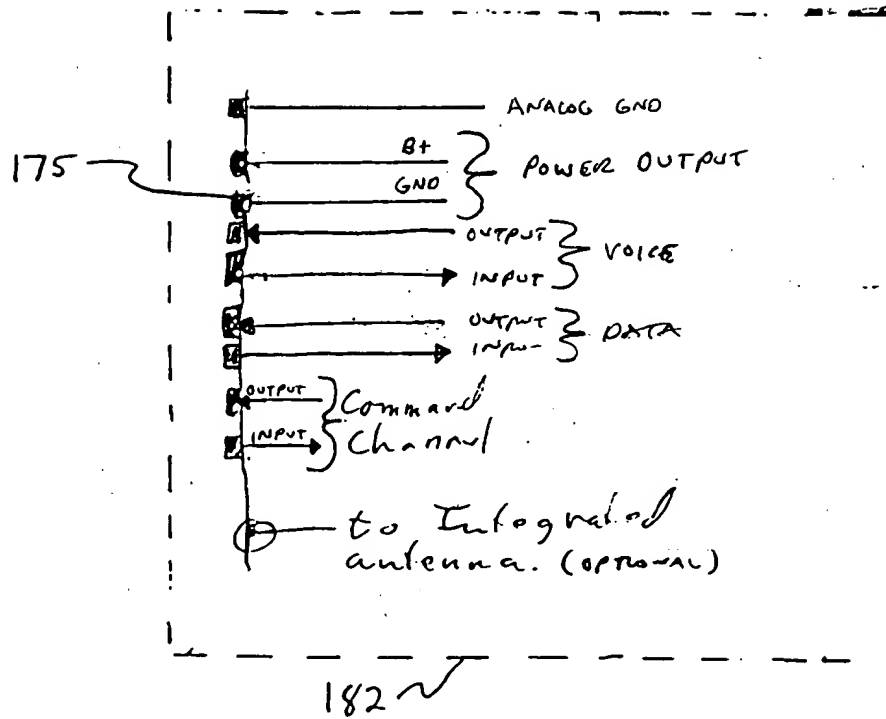 ANALOG GND
175
B+
GND
POWER OUTPUT
OUTPUT
INPUT
VOICE
OUTPUT
INPU-
DATA
OUTPUT
INPUT
Command
Channel
to Integrated
antenna. (OPTIONAL)
182